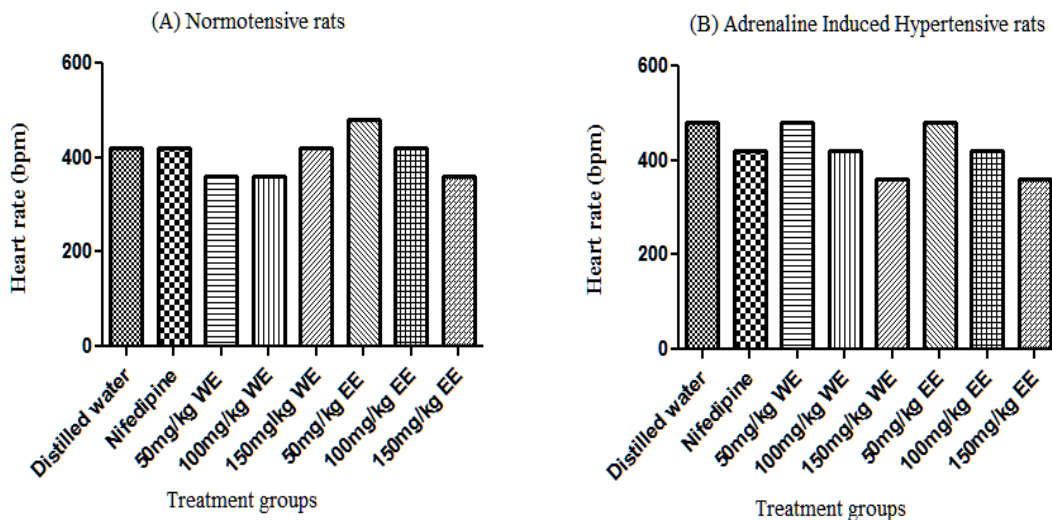 (A) Normotensive rats
Heart rate (bpm)
600
400
200
0
Distilled water
Nifedipine
50mg/kg WE
100mg/kg WE
150mg/kg WE
50mg/kg EE
100mg/kg EE
150mg/kg EE
Treatment groups
(B) Adrenaline Induced Hypertensive rats
Heart rate (bpm)
600
400
200
0
Distilled water
Nifedipine
50mg/kg WE
100mg/kg WE
150mg/kg WE
50mg/kg EE
100mg/kg EE
150mg/kg EE
Treatment groups